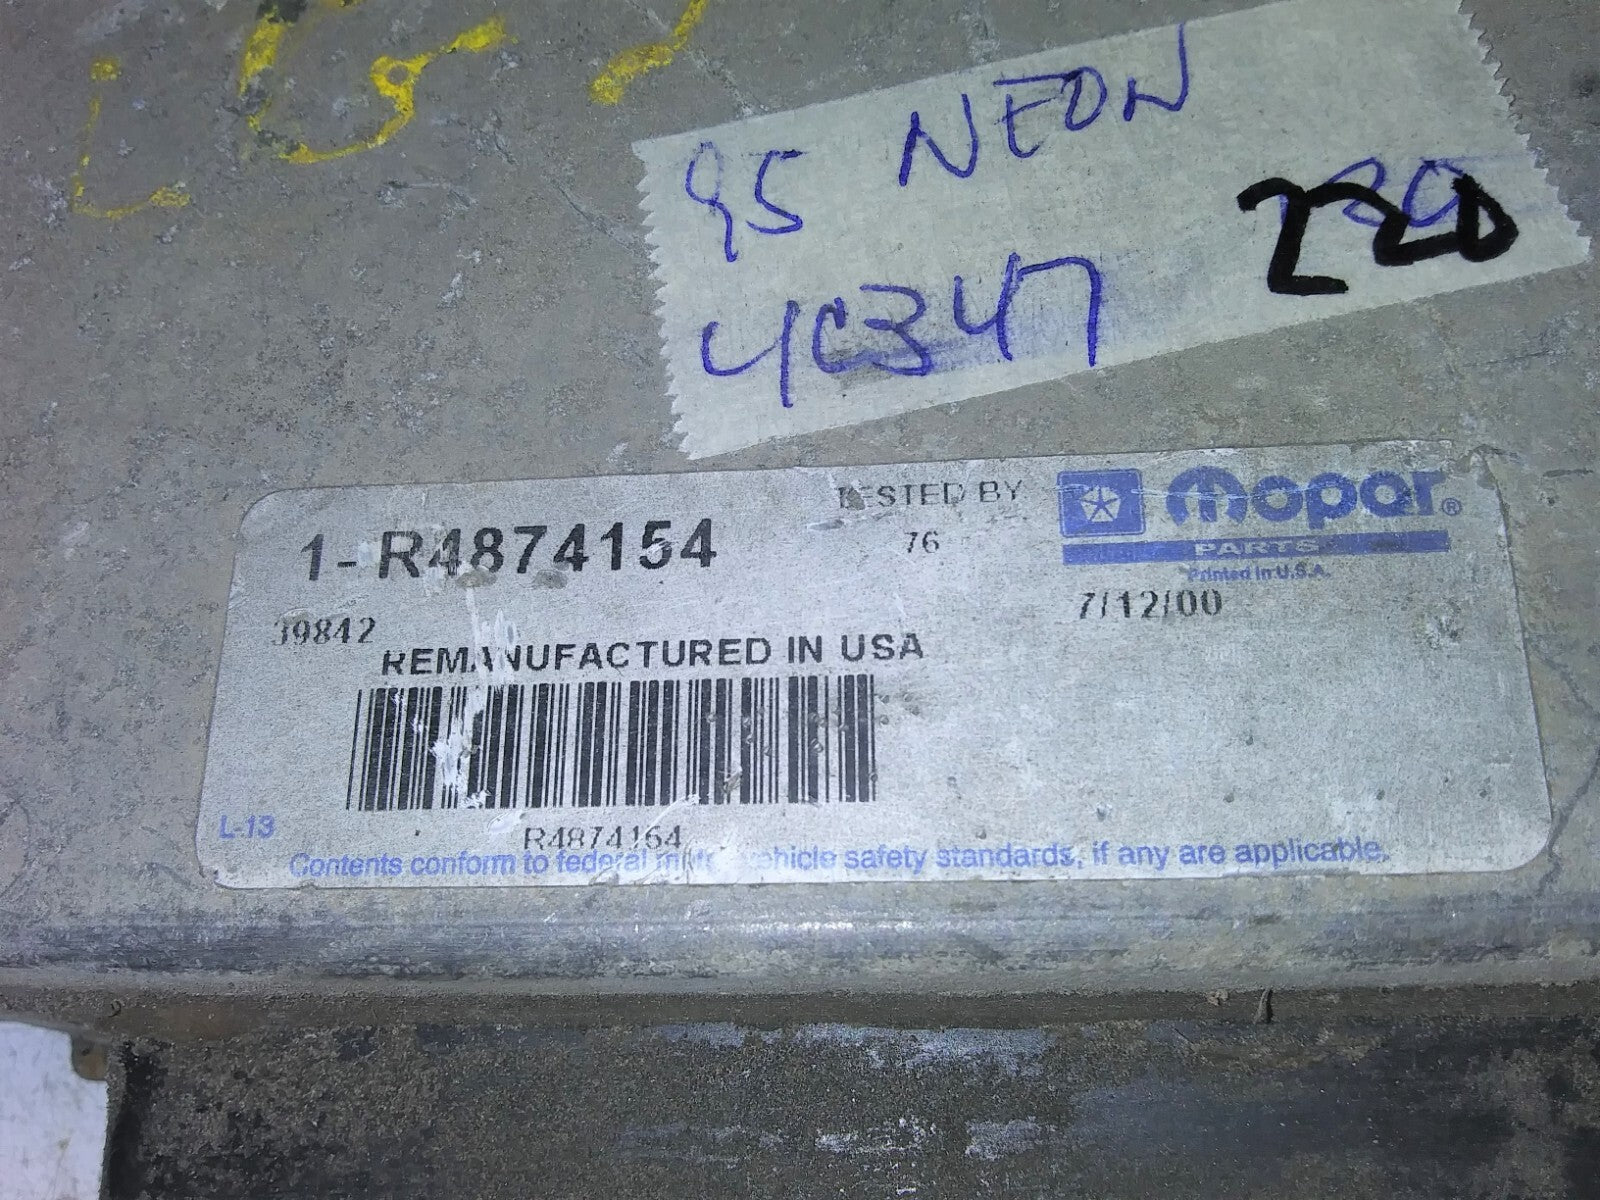 95 NEON
220
4C347
1-R4874154
TESTED BY
76
Mopar®
PARTS
Printed in U.S.A.
7/12/00
39842
REMANUFACTURED IN USA
R4874164
L-13
Contents conform to federal vehicle safety standards, if any are applicable.